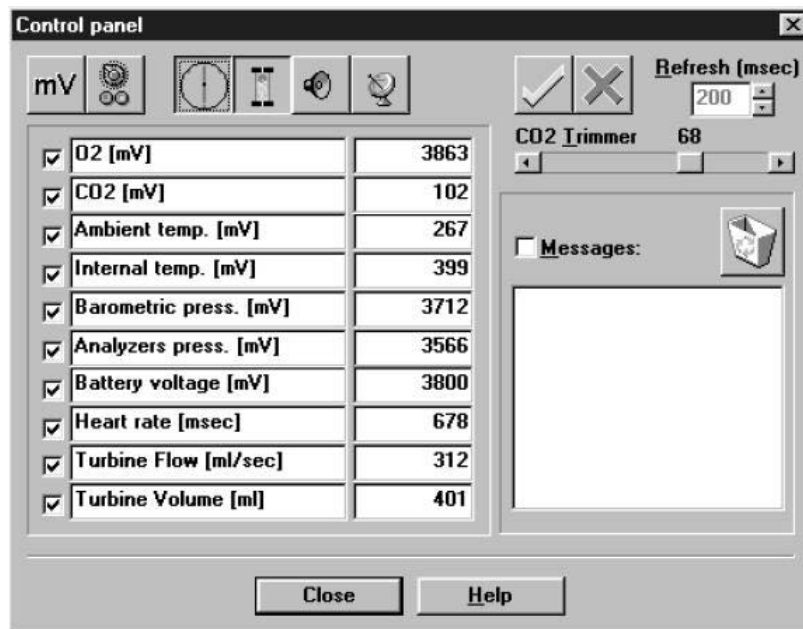 Control panel
mV
Refresh (msec)
200
CO2 Trimmer 68
O2 [mV] 3863
CO2 [mV] 102
Ambient temp. [mV] 267
Internal temp. [mV] 399
Barometric press. [mV] 3712
Analyzers press. [mV] 3566
Battery voltage [mV] 3800
Heart rate [msec] 678
Turbine Flow [ml/sec] 312
Turbine Volume [ml] 401
Messages:
Close Help